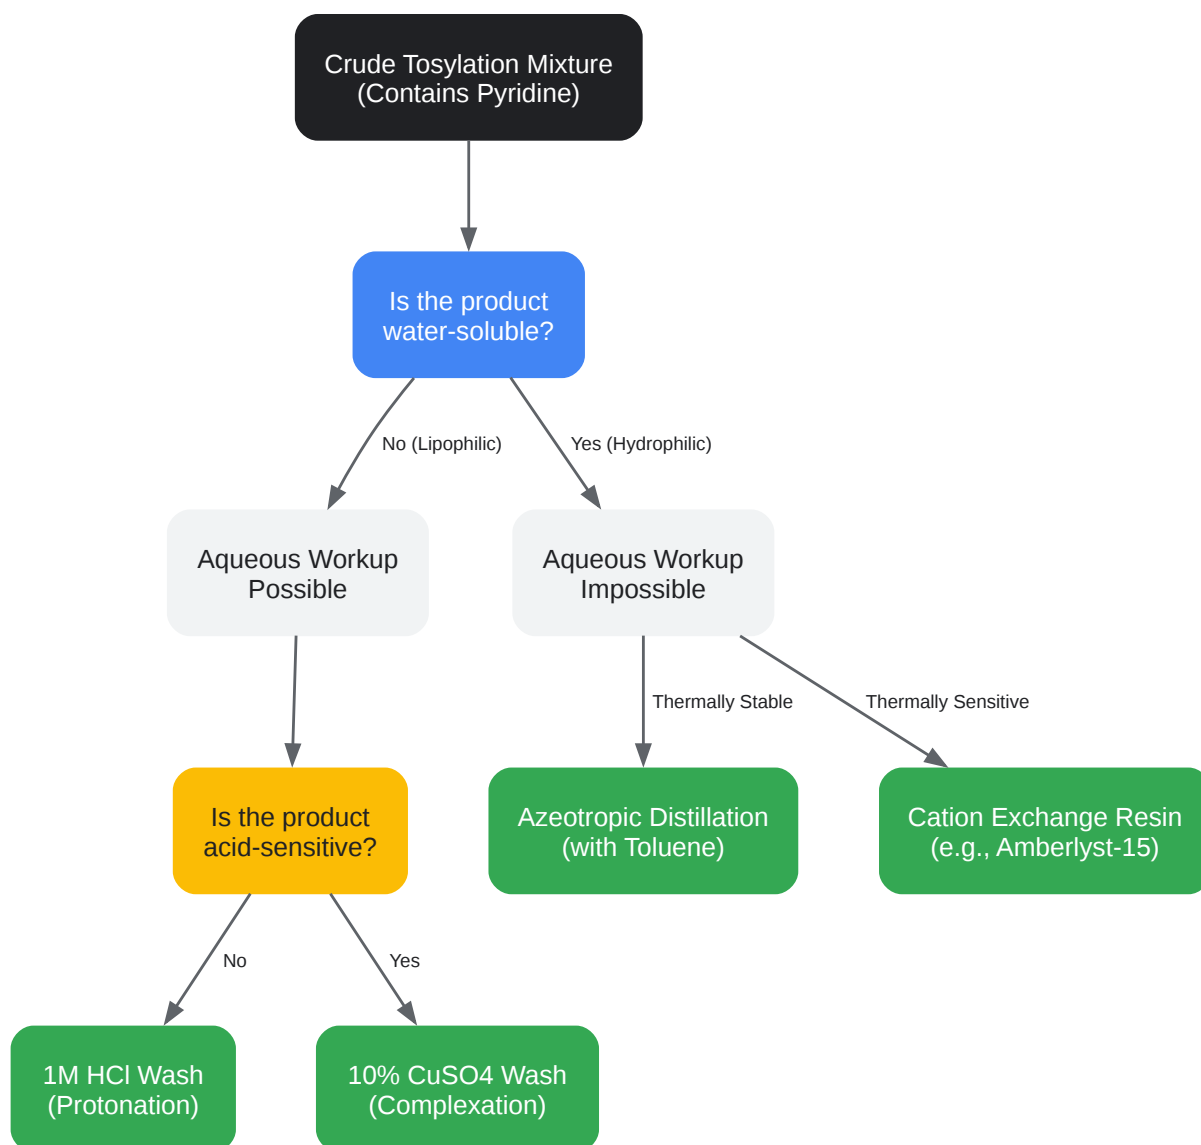 Crude Tosylation Mixture
(Contains Pyridine)
Is the product
water-soluble?
No (Lipophilic)
Yes (Hydrophilic)
Aqueous Workup
Possible
Aqueous Workup
Impossible
Thermally Stable
Thermally Sensitive
Is the product
acid-sensitive?
Azeotropic Distillation
(with Toluene)
Cation Exchange Resin
(e.g., Amberlyst-15)
No
Yes
1M HCl Wash
(Protonation)
10% CuSO4 Wash
(Complexation)